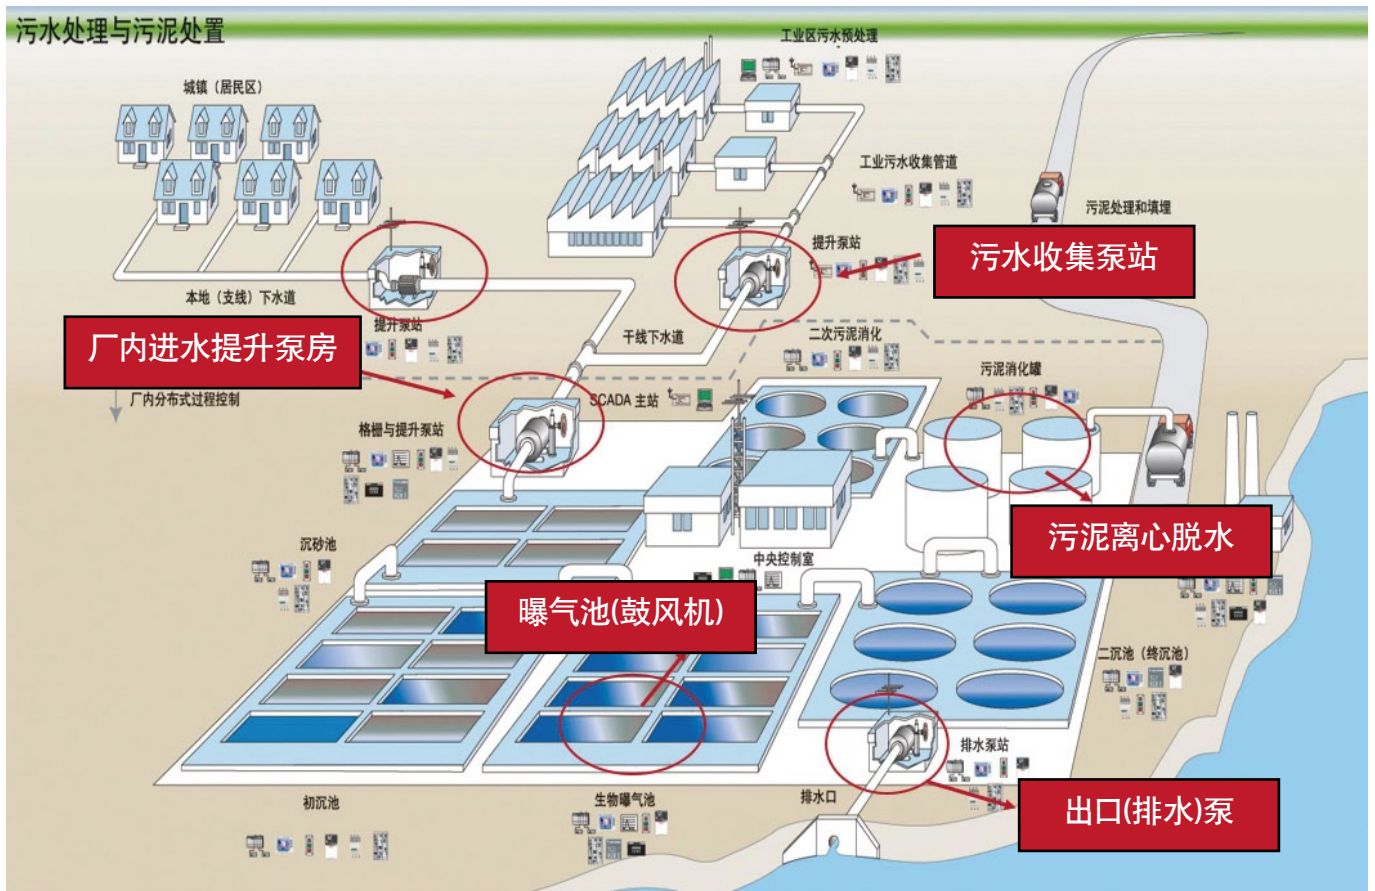 污水处理与污泥处置
工业区污水预处理
城镇（居民区）
工业污水收集管道
污泥处理和填埋
提升泵站
污水收集泵站
本地（支线）下水道
提升泵站
干线下水道
二次污泥消化
厂内进水提升泵房
污泥消化罐
厂内分布式过程控制
SCADA 主站
格栅与提升泵站
污泥离心脱水
沉砂池
中央控制室
曝气池(鼓风机)
二沉池（终沉池）
排水泵站
初沉池
生物曝气池
排水口
出口(排水)泵